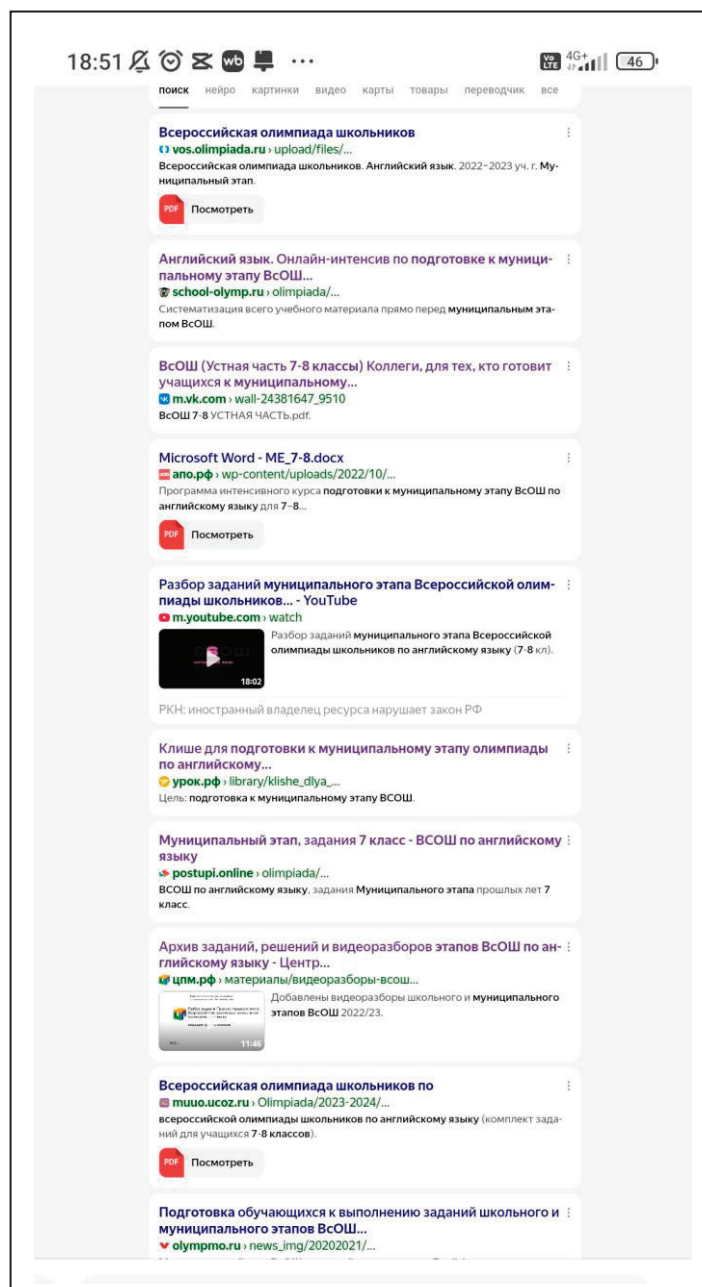 18:51 wb ... Vo LTE 4G+ 46
поиск нейро картинки видео карты товары переводчик все
Всероссийская олимпиада школьников
vos.olimpiada.ru › upload/files/...
Всероссийская олимпиада школьников. Английский язык. 2022–2023 уч. г. Му-
ниципальный этап.
PDF Посмотреть
Английский язык. Онлайн-интенсив по подготовке к муници-
пальному этапу ВсОШ...
school-olymp.ru › olimpiada/...
Систематизация всего учебного материала прямо перед муниципальным эта-
пом ВсОШ.
ВсОШ (Устная часть 7-8 классы) Коллеги, для тех, кто готовит
учащихся к муниципальному...
m.vk.com › wall-24381647_9510
ВсОШ 7-8 УСТНАЯ ЧАСТЬ.pdf.
Microsoft Word - ME_7-8.docx
апо.рф › wp-content/uploads/2022/10/...
Программа интенсивного курса подготовки к муниципальному этапу ВсОШ по
английскому языку для 7–8...
PDF Посмотреть
Разбор заданий муниципального этапа Всероссийской олим-
пиады школьников... - YouTube
m.youtube.com › watch
Разбор заданий муниципального этапа Всероссийской
олимпиады школьников по английскому языку (7-8 кл).
18:02
РКН: иностранный владелец ресурса нарушает закон РФ
Клише для подготовки к муниципальному этапу олимпиады
по английскому...
урок.рф › library/klishe_dlya_...
Цель: подготовка к муниципальному этапу ВСОШ.
Муниципальный этап, задания 7 класс - ВСОШ по английскому
языку
postupi.online › olimpiada/...
ВСОШ по английскому языку, задания Муниципального этапа прошлых лет 7
класс.
Архив заданий, решений и видеоразборов этапов ВсОШ по ан-
глийскому языку - Центр...
цпм.рф › материалы/видеоразборы-всош...
Добавлены видеоразборы школьного и муниципального
этапов ВсОШ 2022/23.
11:46
Всероссийская олимпиада школьников по
muuo.ucoz.ru › Olimpiada/2023-2024/...
всероссийской олимпиады школьников по английскому языку (комплект зада-
ний для учащихся 7-8 классов).
PDF Посмотреть
Подготовка обучающихся к выполнению заданий школьного и
муниципального этапов ВсОШ...
olympmo.ru › news_img/20202021/...